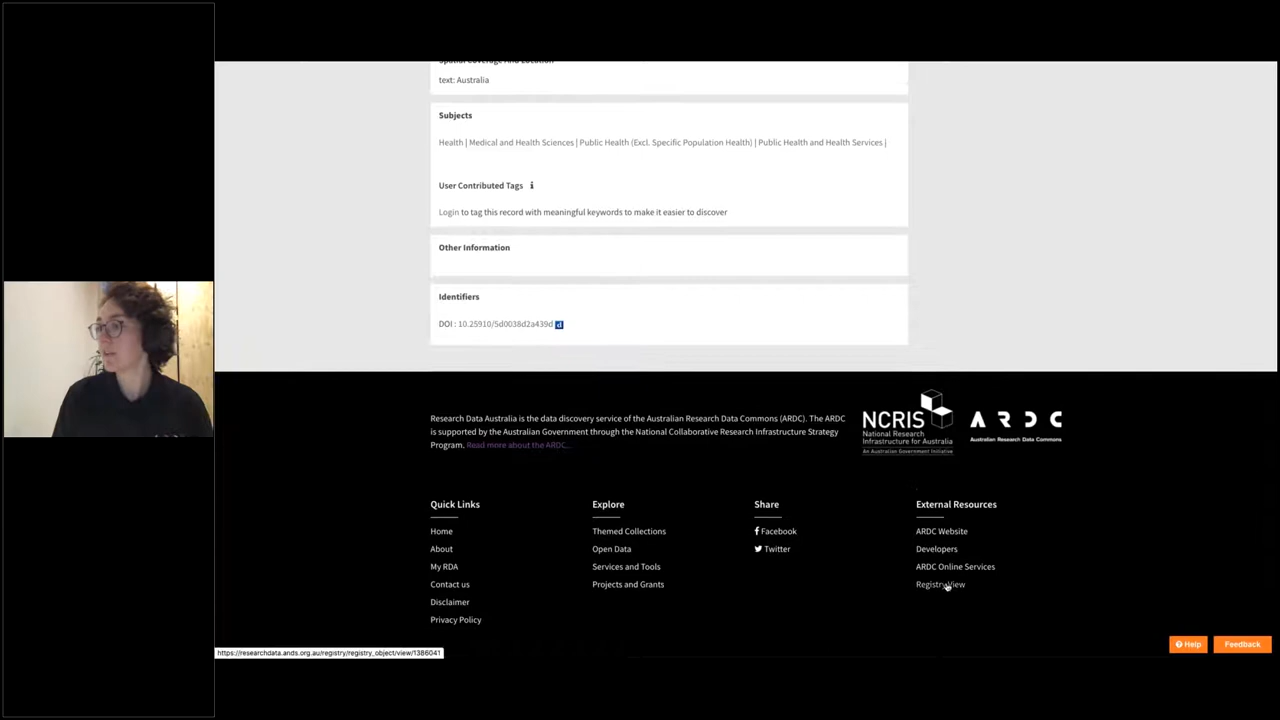 Spatial Coverage And Location
text: Australia
Subjects
Health | Medical and Health Sciences | Public Health (Excl. Specific Population Health) | Public Health and Health Services |
User Contributed Tags i
Login to tag this record with meaningful keywords to make it easier to discover
Other Information
Identifiers
DOI : 10.25910/5d0038d2a439d
Research Data Australia is the data discovery service of the Australian Research Data Commons (ARDC). The ARDC
is supported by the Australian Government through the National Collaborative Research Infrastructure Strategy
Program. Read more about the ARDC...
NCRIS
National Research
Infrastructure for Australia
An Australian Government Initiative
ARDC
Australian Research Data Commons
Quick Links
Home
About
My RDA
Contact us
Disclaimer
Privacy Policy
Explore
Themed Collections
Open Data
Services and Tools
Projects and Grants
Share
Facebook
Twitter
External Resources
ARDC Website
Developers
ARDC Online Services
Registry View
? Help
Feedback
https://researchdata.ands.org.au/registry/registry_object/view/1386041